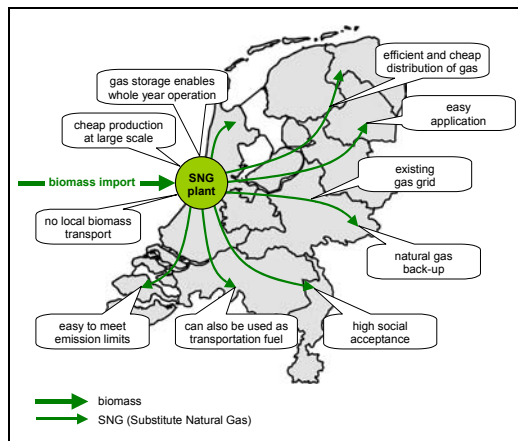 efficient and cheap
distribution of gas
gas storage enables
whole year operation
easy
application
cheap production
at large scale
existing
gas grid
biomass import
SNG
plant
no local biomass
transport
natural gas
back-up
easy to meet
emission limits
can also be used as
transportation fuel
high social
acceptance
biomass
SNG (Substitute Natural Gas)